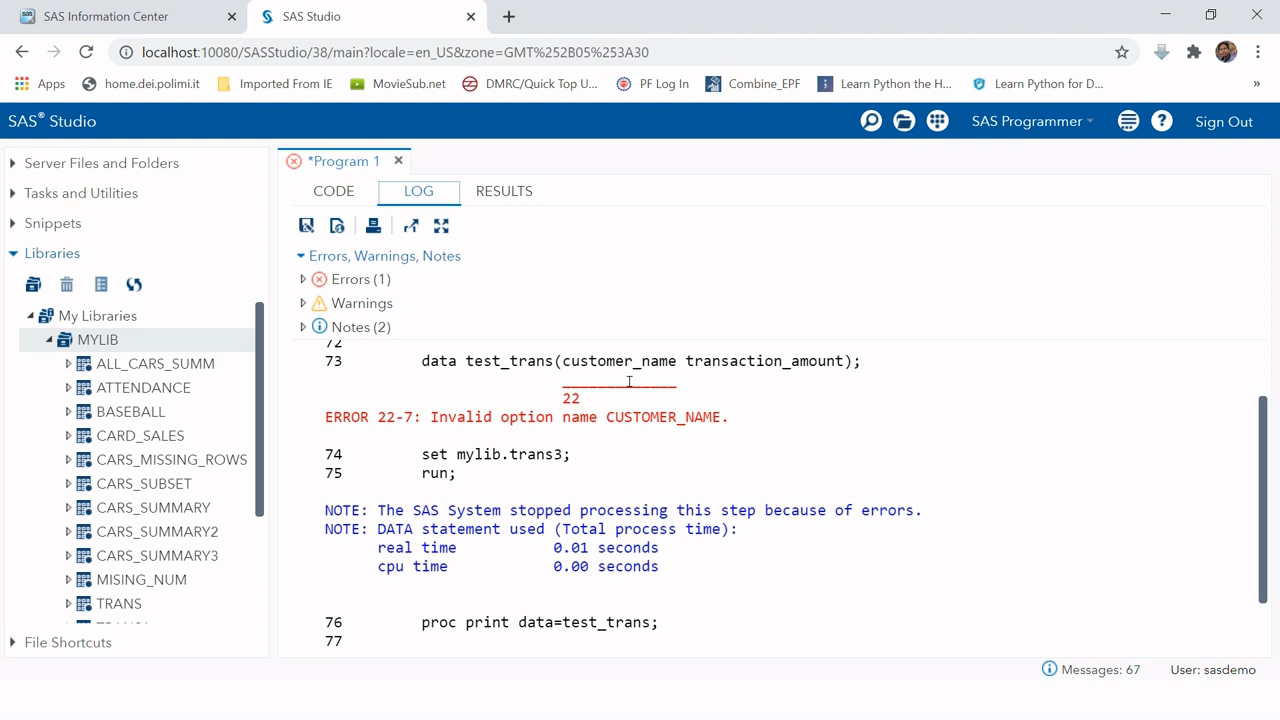 SAS Information Center
SAS Studio
localhost:10080/SASStudio/38/main?locale=en_US&zone=GMT%252B05%253A30
Apps
home.dei.polimi.it
Imported From IE
MovieSub.net
DMRC/Quick Top U...
PF Log In
Combine_EPF
Learn Python the H...
Learn Python for D...
»
SAS® Studio
SAS Programmer
Sign Out
Server Files and Folders
Tasks and Utilities
Snippets
Libraries
My Libraries
MYLIB
ALL_CARS_SUMM
ATTENDANCE
BASEBALL
CARD_SALES
CARS_MISSING_ROWS
CARS_SUBSET
CARS_SUMMARY
CARS_SUMMARY2
CARS_SUMMARY3
MISING_NUM
TRANS
File Shortcuts
*Program 1
CODE
LOG
RESULTS
Errors, Warnings, Notes
Errors (1)
Warnings
Notes (2)
72
73 data test_trans(customer_name transaction_amount);
_____________
22
ERROR 22-7: Invalid option name CUSTOMER_NAME.
74 set mylib.trans3;
75 run;
NOTE: The SAS System stopped processing this step because of errors.
NOTE: DATA statement used (Total process time):
real time 0.01 seconds
cpu time 0.00 seconds
76 proc print data=test_trans;
77
Messages: 67
User: sasdemo